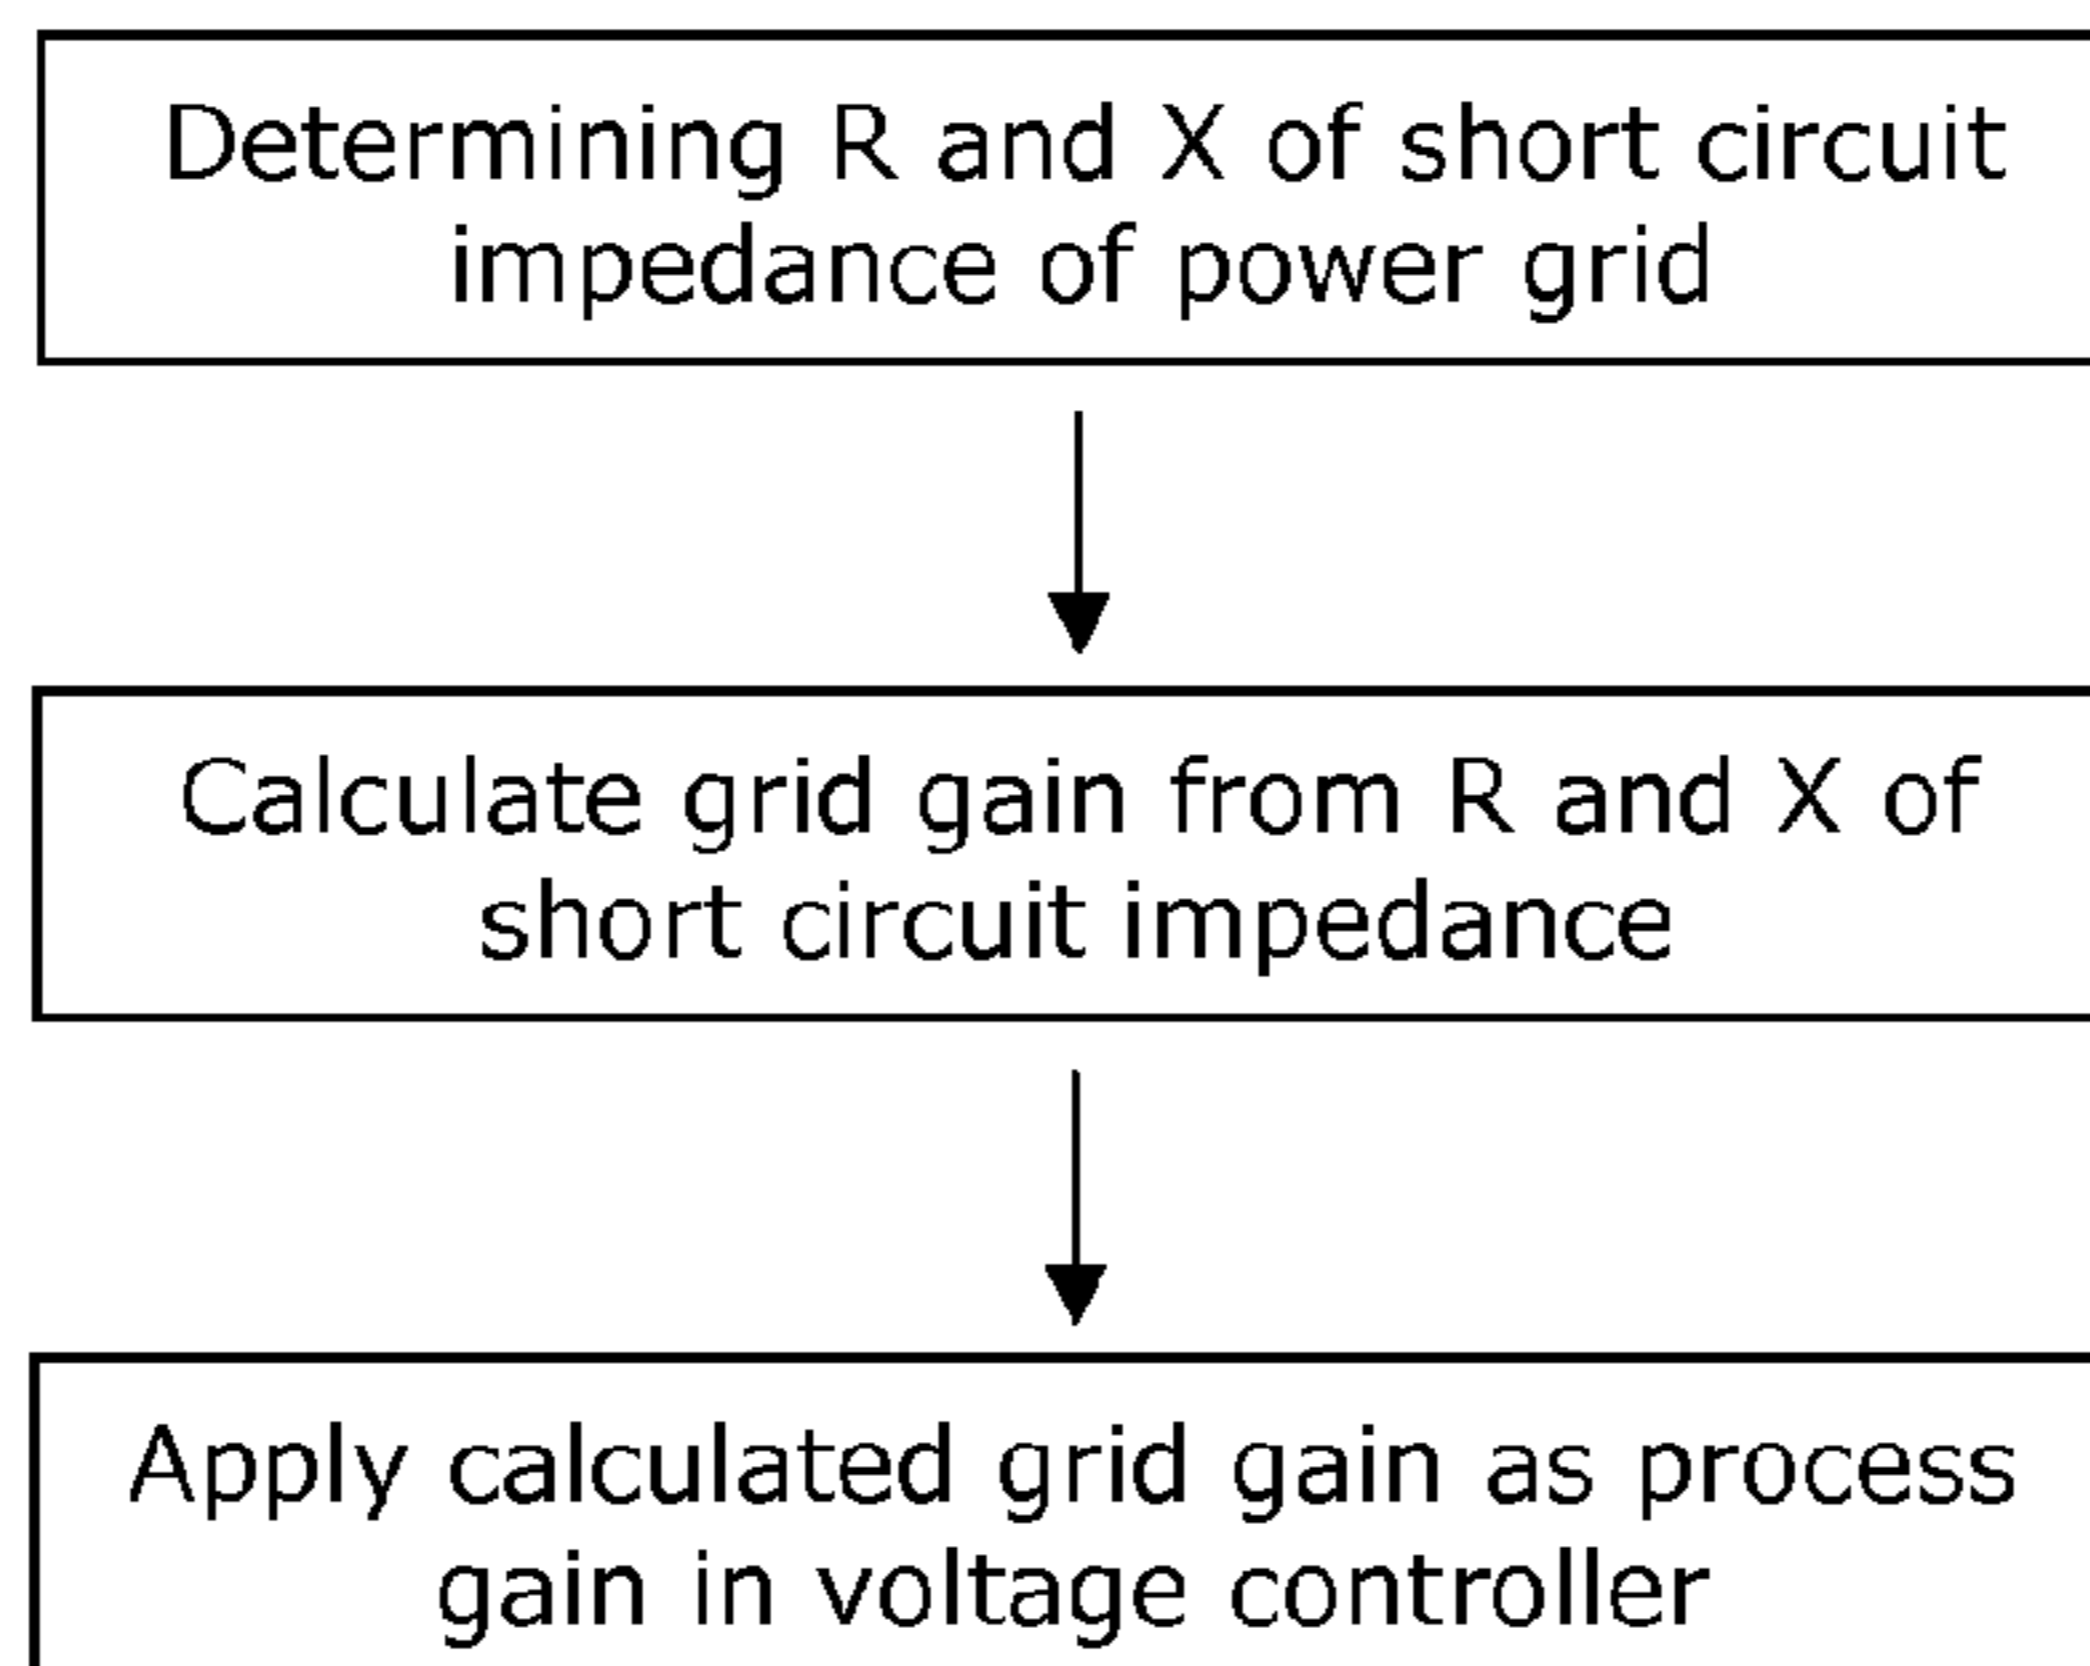 Determining R and X of short circuit
impedance of power grid
Calculate grid gain from R and X of
short circuit impedance
Apply calculated grid gain as process
gain in voltage controller